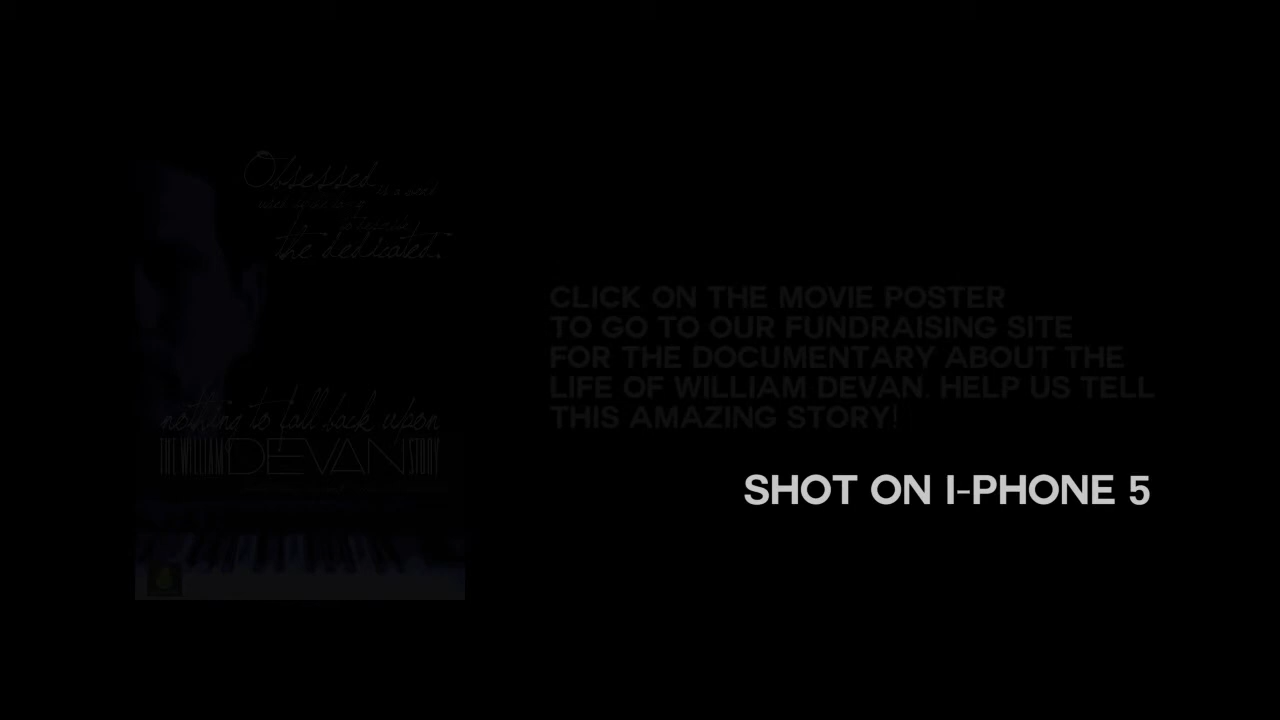 Obsessed is a word
the dedicated.
nothing to fall back upon
THE WILLIAM DEVAN STORY
CLICK ON THE MOVIE POSTER
TO GO TO OUR FUNDRAISING SITE
FOR THE DOCUMENTARY ABOUT THE
LIFE OF WILLIAM DEVAN. HELP US TELL
THIS AMAZING STORY!
SHOT ON I-PHONE 5